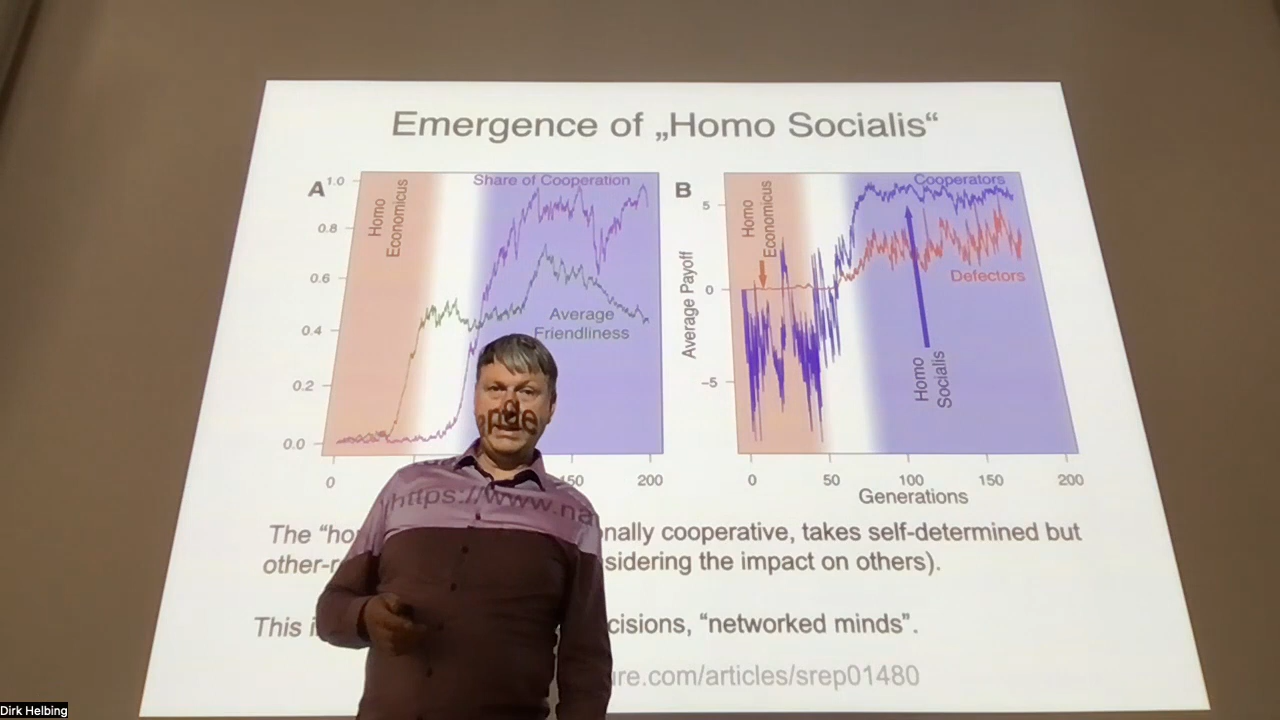 Emergence of „Homo Socialis“
A
1.0
0.8
0.6
0.4
0.2
0.0
Homo
Economicus
Share of Cooperation
Average
Friendliness
0
150
200
B
5
0
−5
Average Payoff
Homo
Economicus
Cooperators
Defectors
Homo
Socialis
0
50
100
150
200
Generations
https://www.na
The “ho nally cooperative, takes self-determined but
other-r sidering the impact on others).
This i cisions, “networked minds”.
ure.com/articles/srep01480
Dirk Helbing